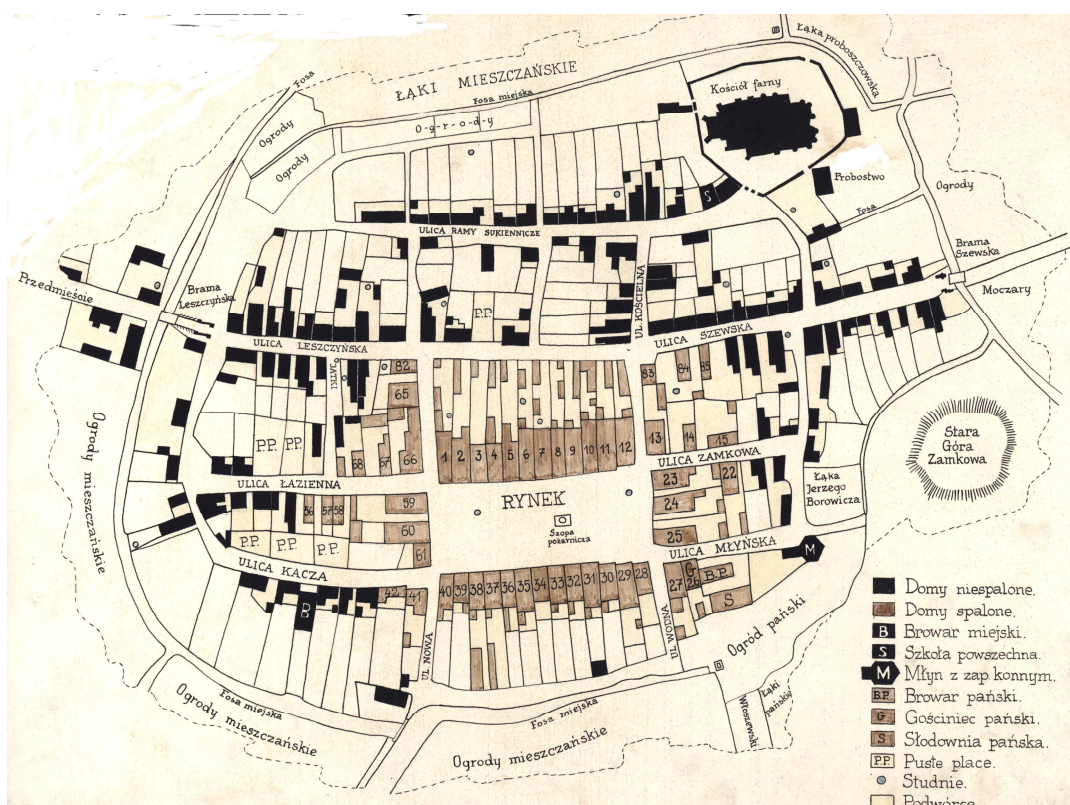 Łąka proboszczowska
Fosa
ŁĄKI MIESZCZAŃSKIE
Fosa miejska
Kościół farny
O-g-r-o-d-y
Ogrody
Ogrody
Probostwo
Ogrody
S
Fosa
ULICA RAMY SUKIENNICZE
Brama
Szewska
Przedmieście
Brama
Leszczyńska
UL. KOŚCIELNA
Moczary
P.P.
ULICA LESZCZYŃSKA
ULICA SZEWSKA
JATKI
82
83
84
85
65
Ogrody mieszczańskie
P.P.
P.P.
68
67
66
1
2
3
4
5
6
7
8
9
10
11
12
13
14
15
Stara
Góra
Zamkowa
ULICA ZAMKOWA
ULICA ŁAZIENNA
23
22
Łąka
Jerzego
Borowicza
RYNEK
56
57
58
59
24
Szopa
pożarnicza
P.P.
P.P.
P.P.
60
61
25
ULICA MŁYŃSKA
M
ULICA KACZA
G
B.P.
26
27
S
B
42
41
40
39
38
37
36
35
34
33
32
31
30
29
28
UL. NOWA
UL. WODNA
Ogród pański
Fosa miejska
Ogrody mieszczańskie
Fosa miejska
Ogrody mieszczańskie
Włoszewski
Łąki
pańskie
Domy niespalone.
Domy spalone.
B Browar miejski.
S Szkoła powszechna.
M Młyn z zap. konnym.
B.P. Browar pański.
G Gościniec pański.
S Słodownia pańska.
P.P. Puste place.
Studnie.
Podwórce